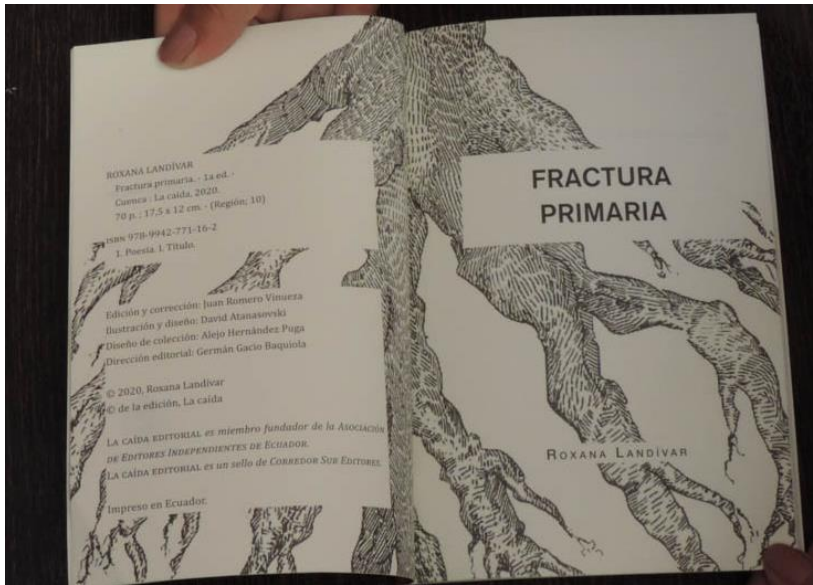 ROXANA LANDÍVAR
Fractura primaria. - 1a ed. -
Cuenca : La caída, 2020.
70 p. ; 17,5 x 12 cm. - (Región; 10)
ISBN 978-9942-771-16-2
1. Poesía. I. Título.
Edición y corrección: Juan Romero Vinueza
Ilustración y diseño: David Atanasovski
Diseño de colección: Alejo Hernández Puga
Dirección editorial: Germán Gacio Baquiola
© 2020, Roxana Landívar
© de la edición, La caída
LA CAÍDA EDITORIAL es miembro fundador de la ASOCIACIÓN
DE EDITORES INDEPENDIENTES DE ECUADOR.
LA CAÍDA EDITORIAL es un sello de CORREDOR SUR EDITORES.
Impreso en Ecuador.
FRACTURA
PRIMARIA
ROXANA LANDÍVAR